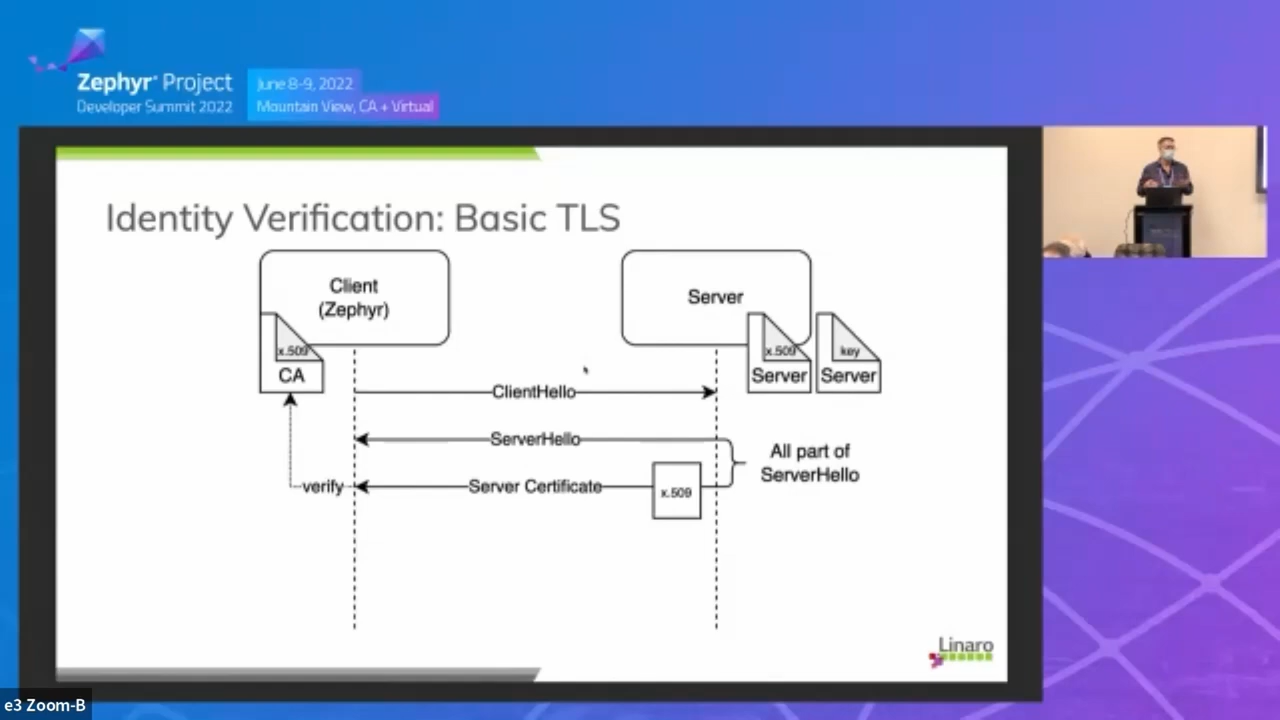 Zephyr® Project
Developer Summit 2022
June 8-9, 2022
Mountain View, CA + Virtual
Identity Verification: Basic TLS
Client
(Zephyr)
Server
x.509
CA
x.509
Server
key
Server
ClientHello
ServerHello
All part of
ServerHello
verify
Server Certificate
x.509
Linaro
e3 Zoom-B